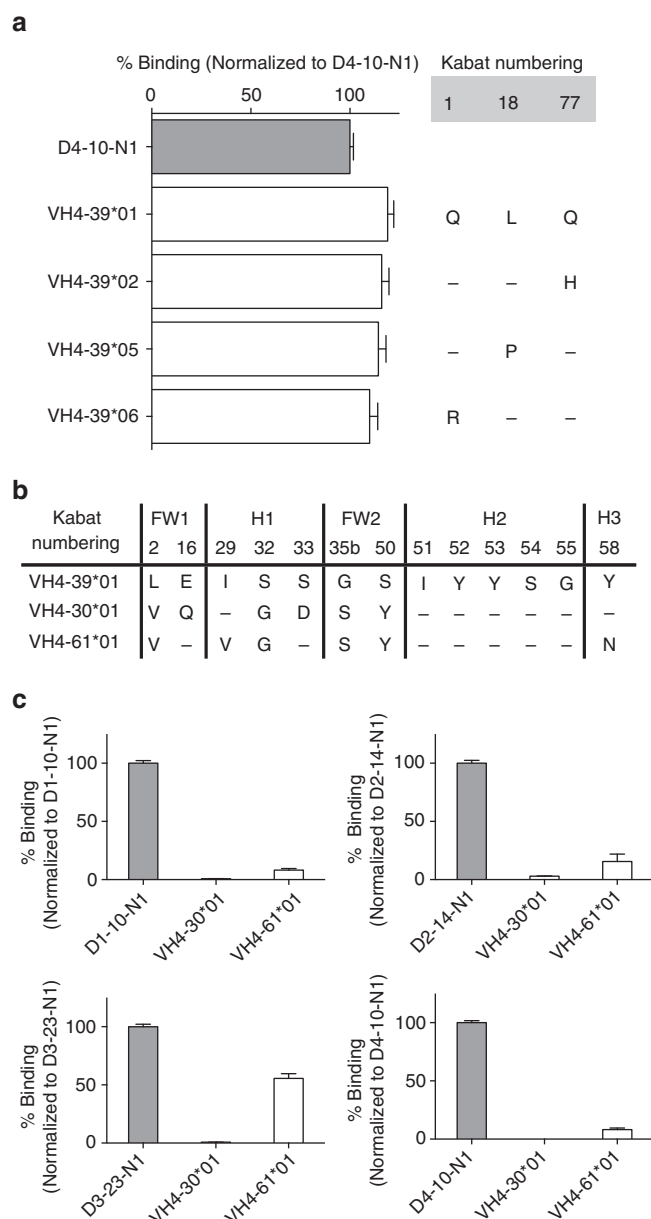 a
% Binding (Normalized to D4-10-N1) Kabat numbering
0 50 100 1 18 77
D4-10-N1
VH4-39*01 Q L Q
VH4-39*02 – – H
VH4-39*05 – P –
VH4-39*06 R – –
b
Kabat FW1 H1 FW2 H2 H3
numbering 2 16 29 32 33 35b 50 51 52 53 54 55 58
VH4-39*01 L E I S S G S I Y Y S G Y
VH4-30*01 V Q – G D S Y – – – – – –
VH4-61*01 V – V G – S Y – – – – – N
c
% Binding
(Normalized to D1-10-N1)
100
50
0
D1-10-N1
VH4-30*01
VH4-61*01
% Binding
(Normalized to D2-14-N1)
100
50
0
D2-14-N1
VH4-30*01
VH4-61*01
% Binding
(Normalized to D3-23-N1)
100
50
0
D3-23-N1
VH4-30*01
VH4-61*01
% Binding
(Normalized to D4-10-N1)
100
50
0
D4-10-N1
VH4-30*01
VH4-61*01